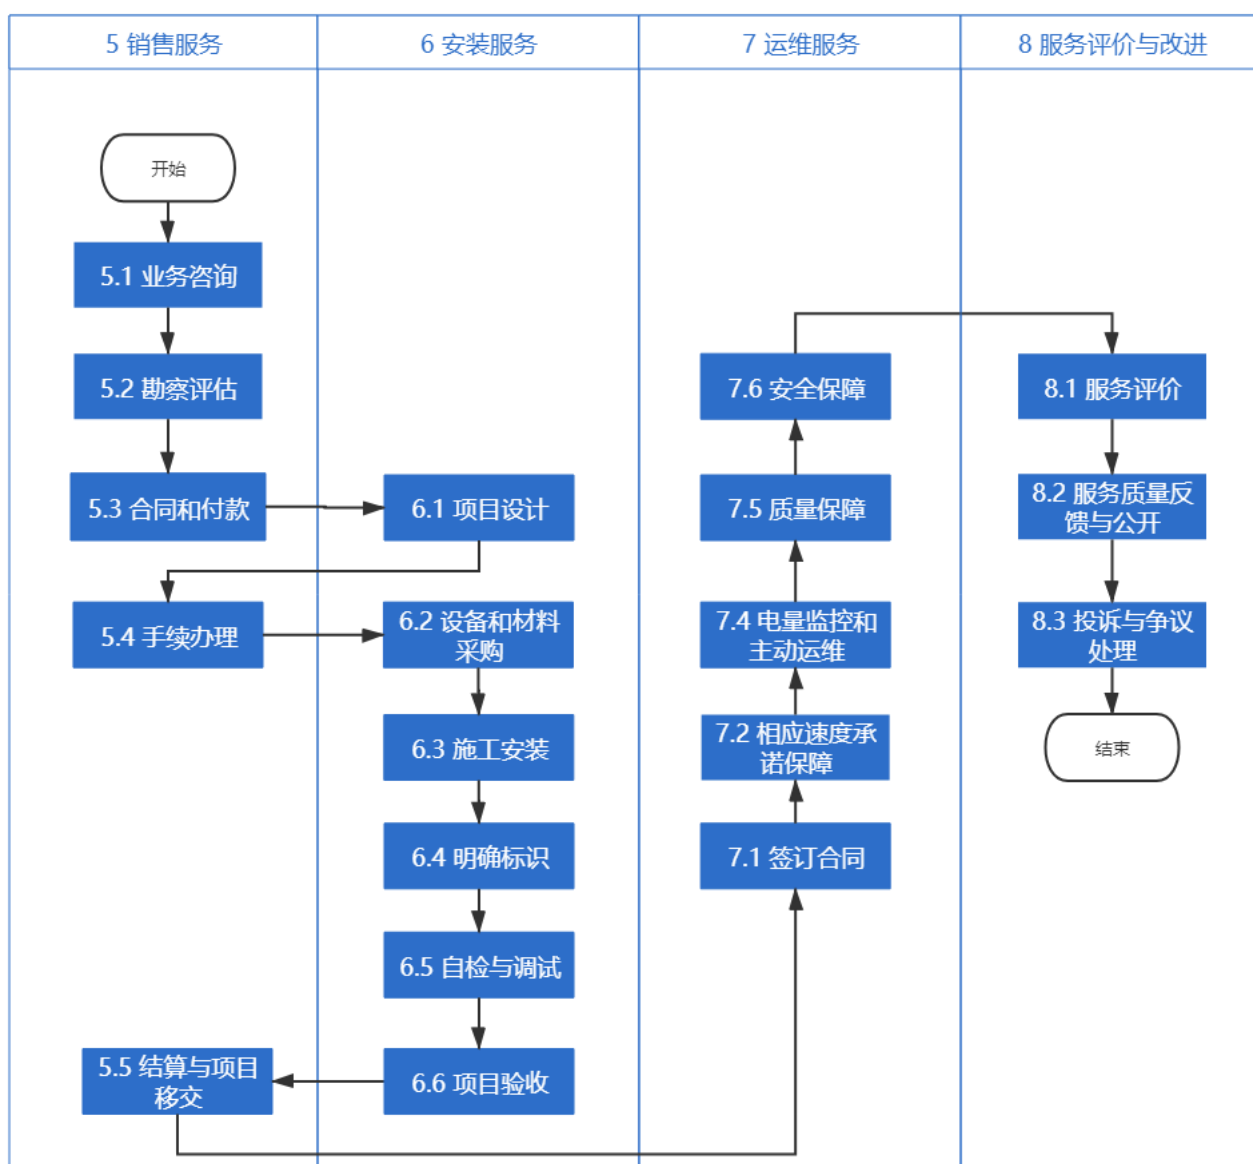 5 销售服务
6 安装服务
7 运维服务
8 服务评价与改进
开始
5.1 业务咨询
5.2 勘察评估
5.3 合同和付款
5.4 手续办理
5.5 结算与项目
移交
6.1 项目设计
6.2 设备和材料
采购
6.3 施工安装
6.4 明确标识
6.5 自检与调试
6.6 项目验收
7.6 安全保障
7.5 质量保障
7.4 电量监控和
主动运维
7.2 相应速度承
诺保障
7.1 签订合同
8.1 服务评价
8.2 服务质量反
馈与公开
8.3 投诉与争议
处理
结束